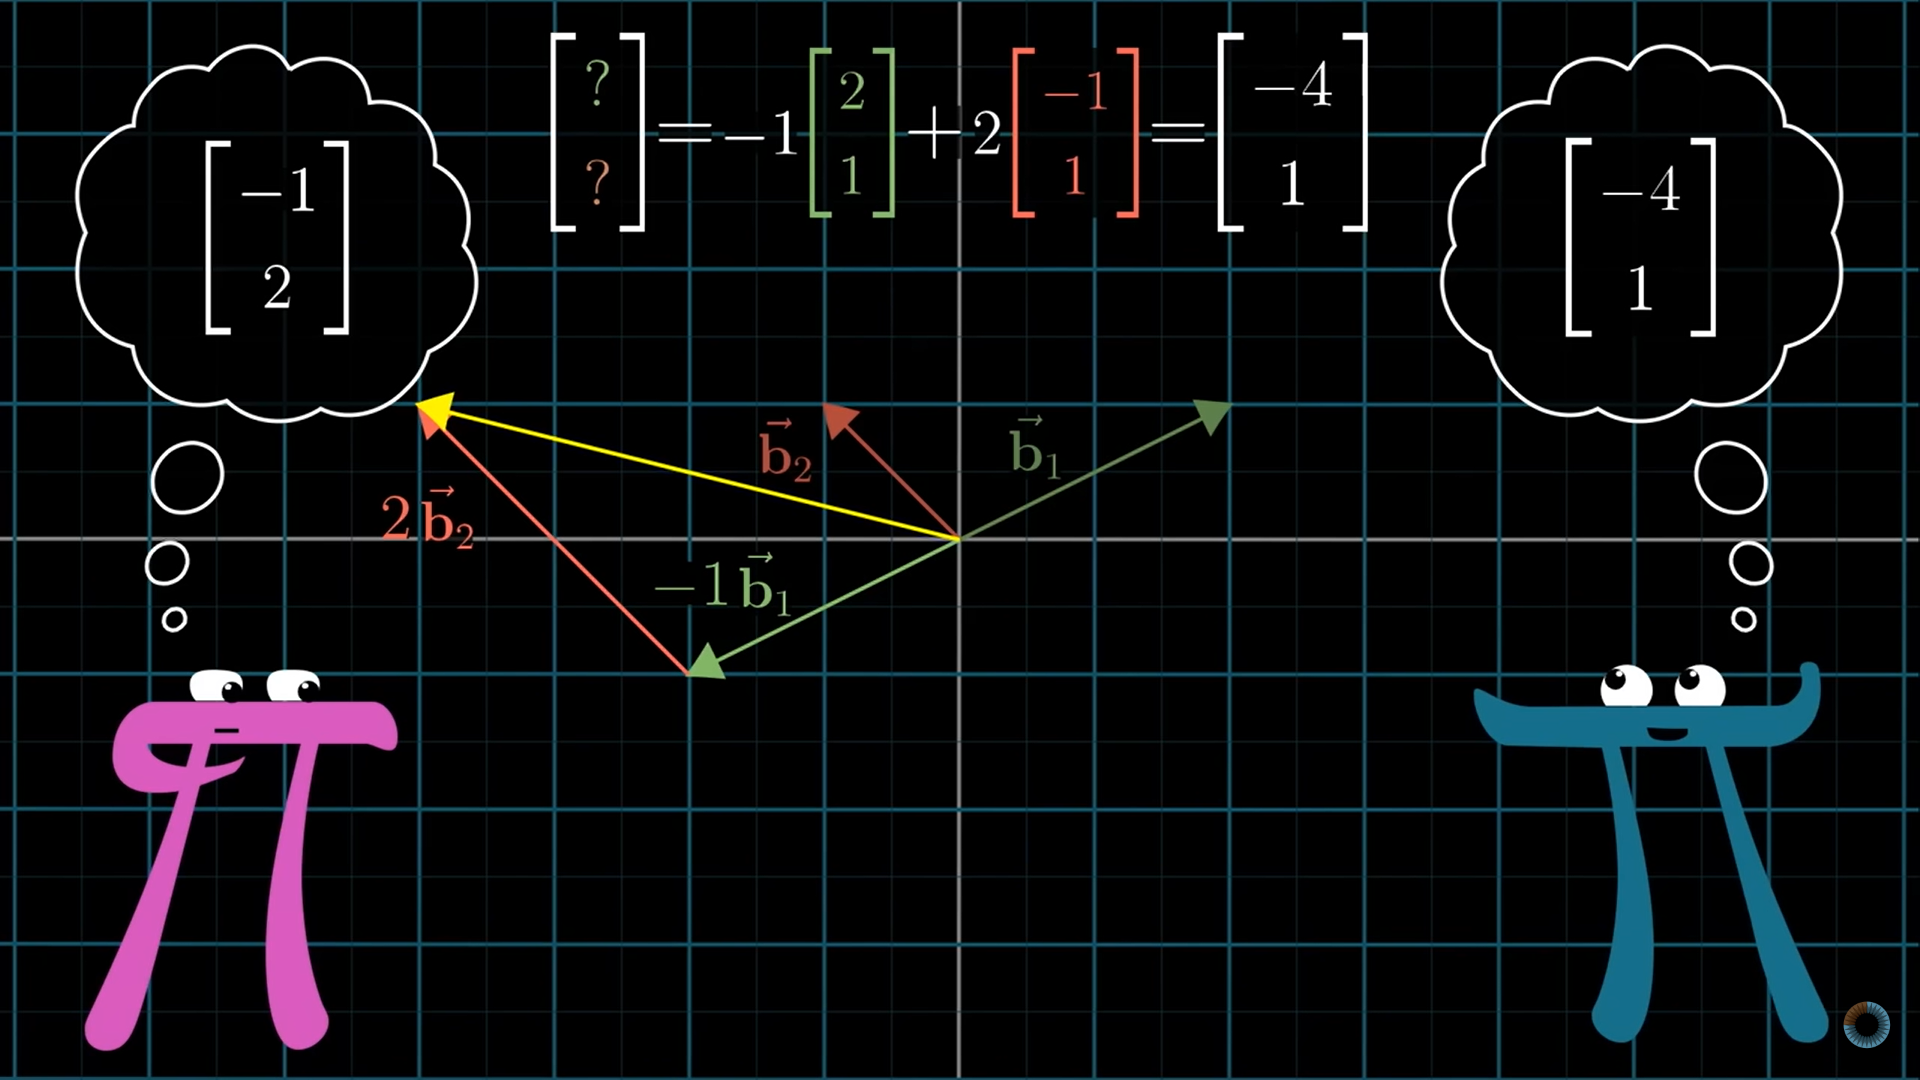 [? ?] = −1 [2 1] + 2 [−1 1] = [−4 1]
[−1 2]
[−4 1]
b⃗₂
b⃗₁
2b⃗₂
−1b⃗₁